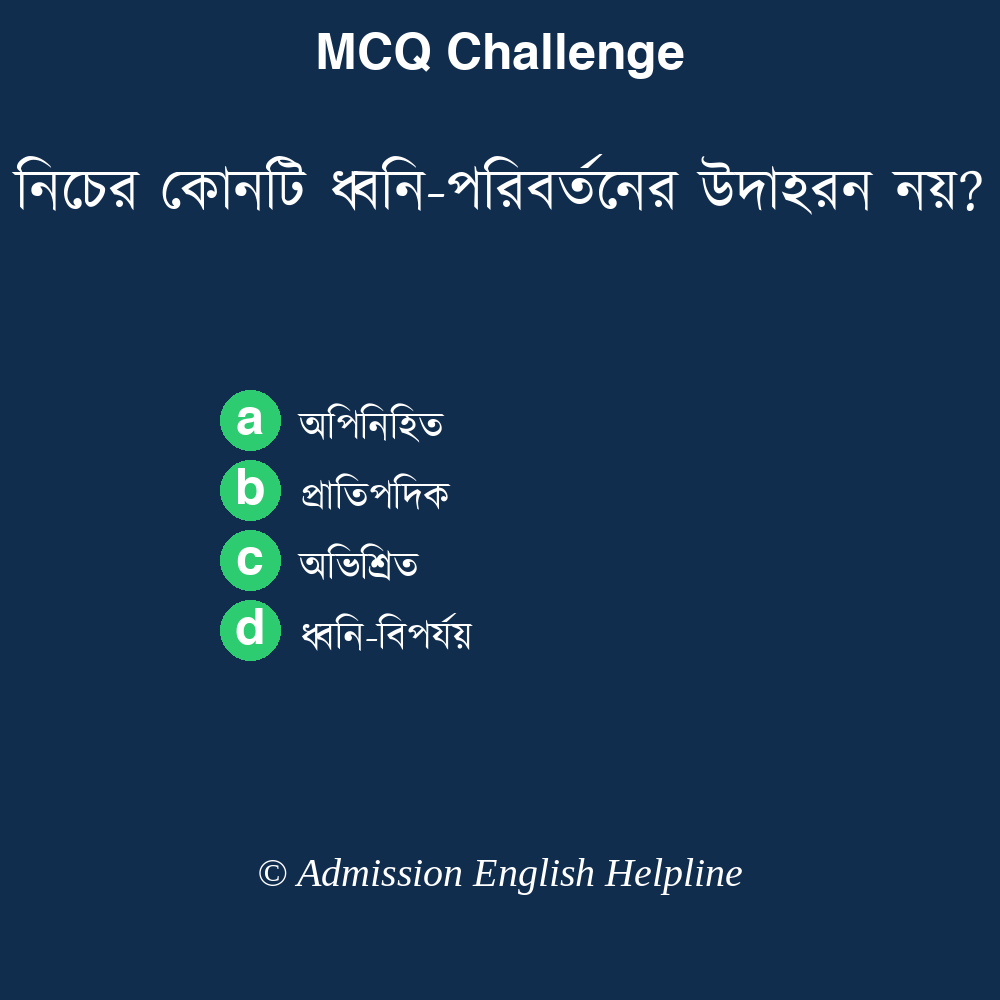 MCQ Challenge
নিচের কোনটি ধ্বনি-পরিবর্তনের উদাহরন নয়?
a অপিনিহিত
b প্রাতিপদিক
c অভিশ্রিত
d ধ্বনি-বিপর্যয়
© Admission English Helpline